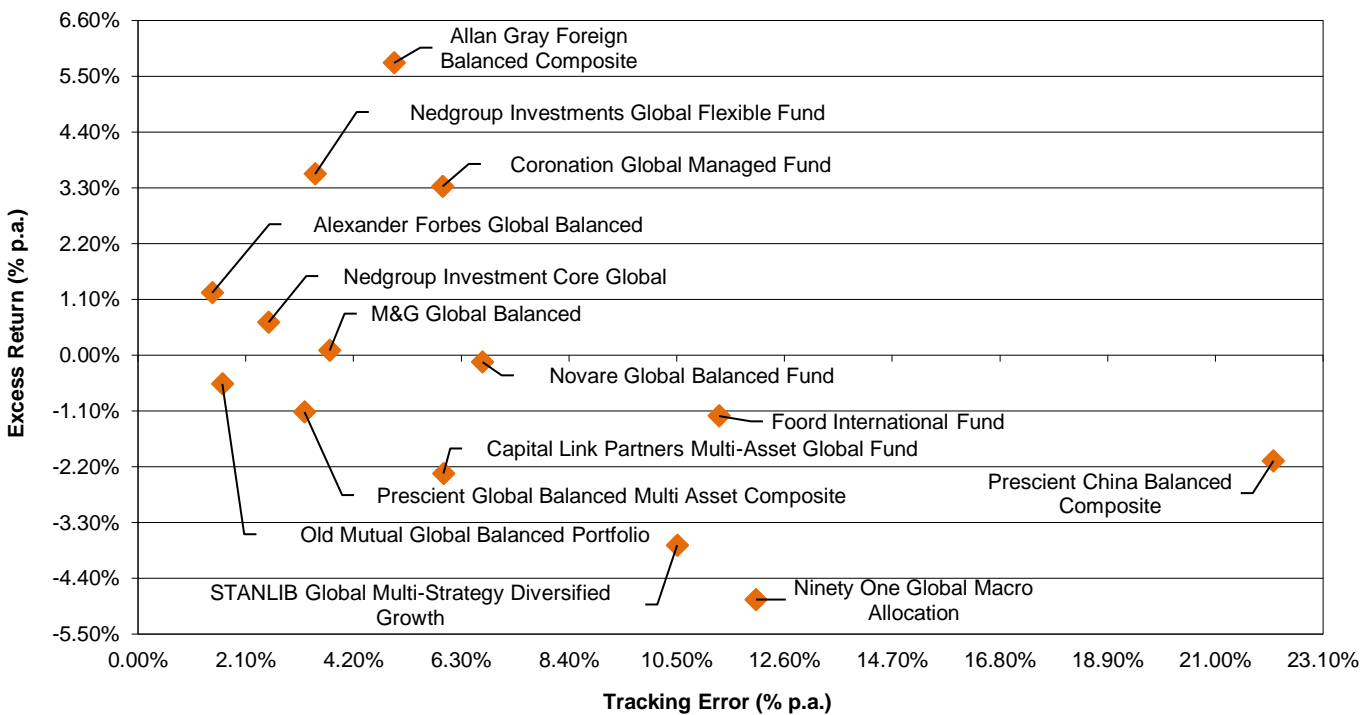 6.60%
Allan Gray Foreign
Balanced Composite
5.50%
Nedgroup Investments Global Flexible Fund
4.40%
Coronation Global Managed Fund
3.30%
Alexander Forbes Global Balanced
2.20%
Nedgroup Investment Core Global
1.10%
M&G Global Balanced
0.00%
Novare Global Balanced Fund
-1.10%
Foord International Fund
Capital Link Partners Multi-Asset Global Fund
-2.20%
Prescient China Balanced
Composite
Prescient Global Balanced Multi Asset Composite
-3.30%
Old Mutual Global Balanced Portfolio
-4.40%
STANLIB Global Multi-Strategy Diversified
Growth
Ninety One Global Macro
Allocation
-5.50%
Excess Return (% p.a.)
0.00% 2.10% 4.20% 6.30% 8.40% 10.50% 12.60% 14.70% 16.80% 18.90% 21.00% 23.10%
Tracking Error (% p.a.)